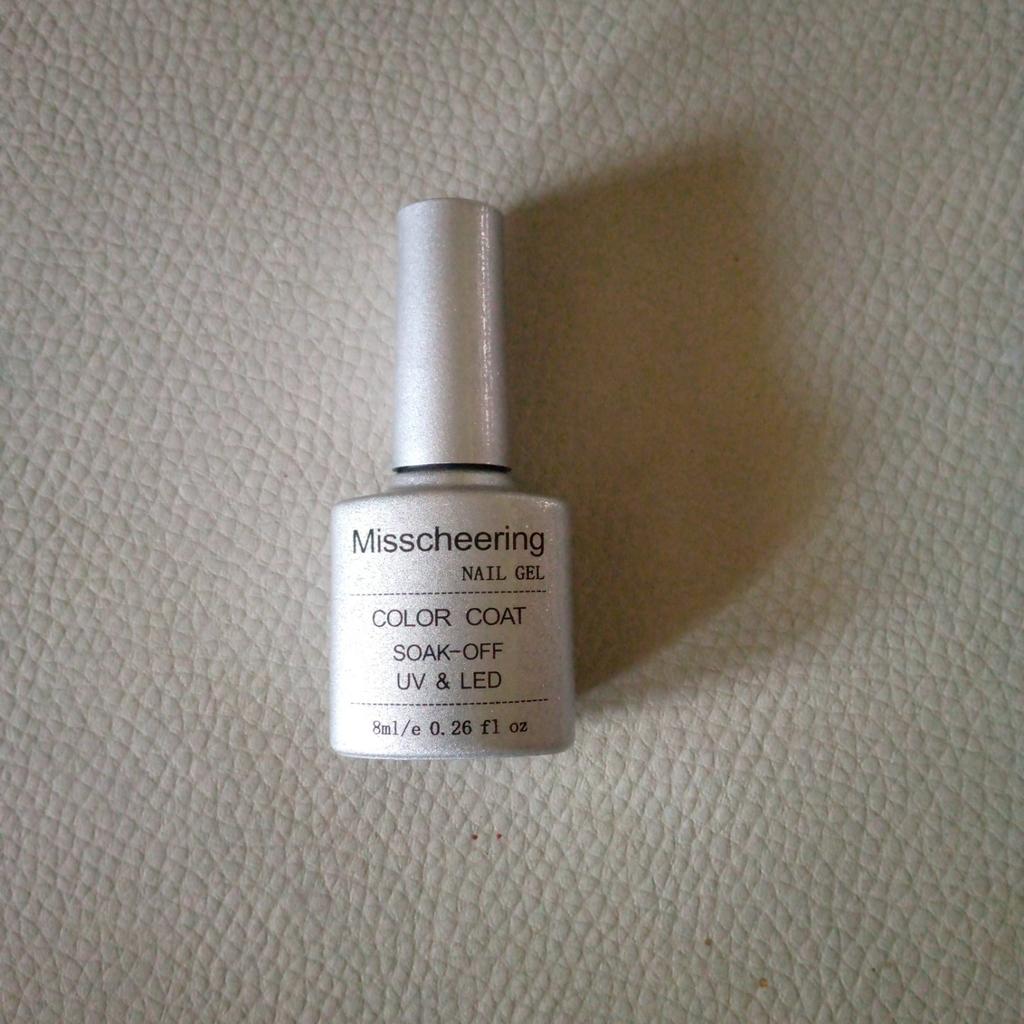 Misscheering
NAIL GEL
COLOR COAT
SOAK-OFF
UV & LED
8ml/e 0.26 fl oz